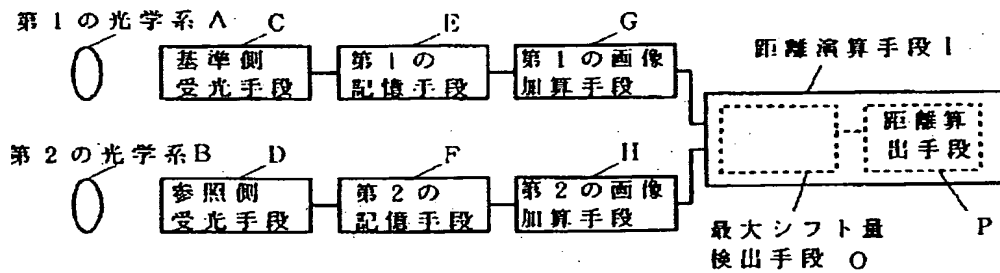 第1の光学系 A
C
E
G
基準側
受光手段
第1の
記憶手段
第1の画像
加算手段
距離演算手段 I
第2の光学系 B
D
F
H
参照側
受光手段
第2の
記憶手段
第2の画像
加算手段
距離算
出手段
最大シフト量
検出手段 O
P